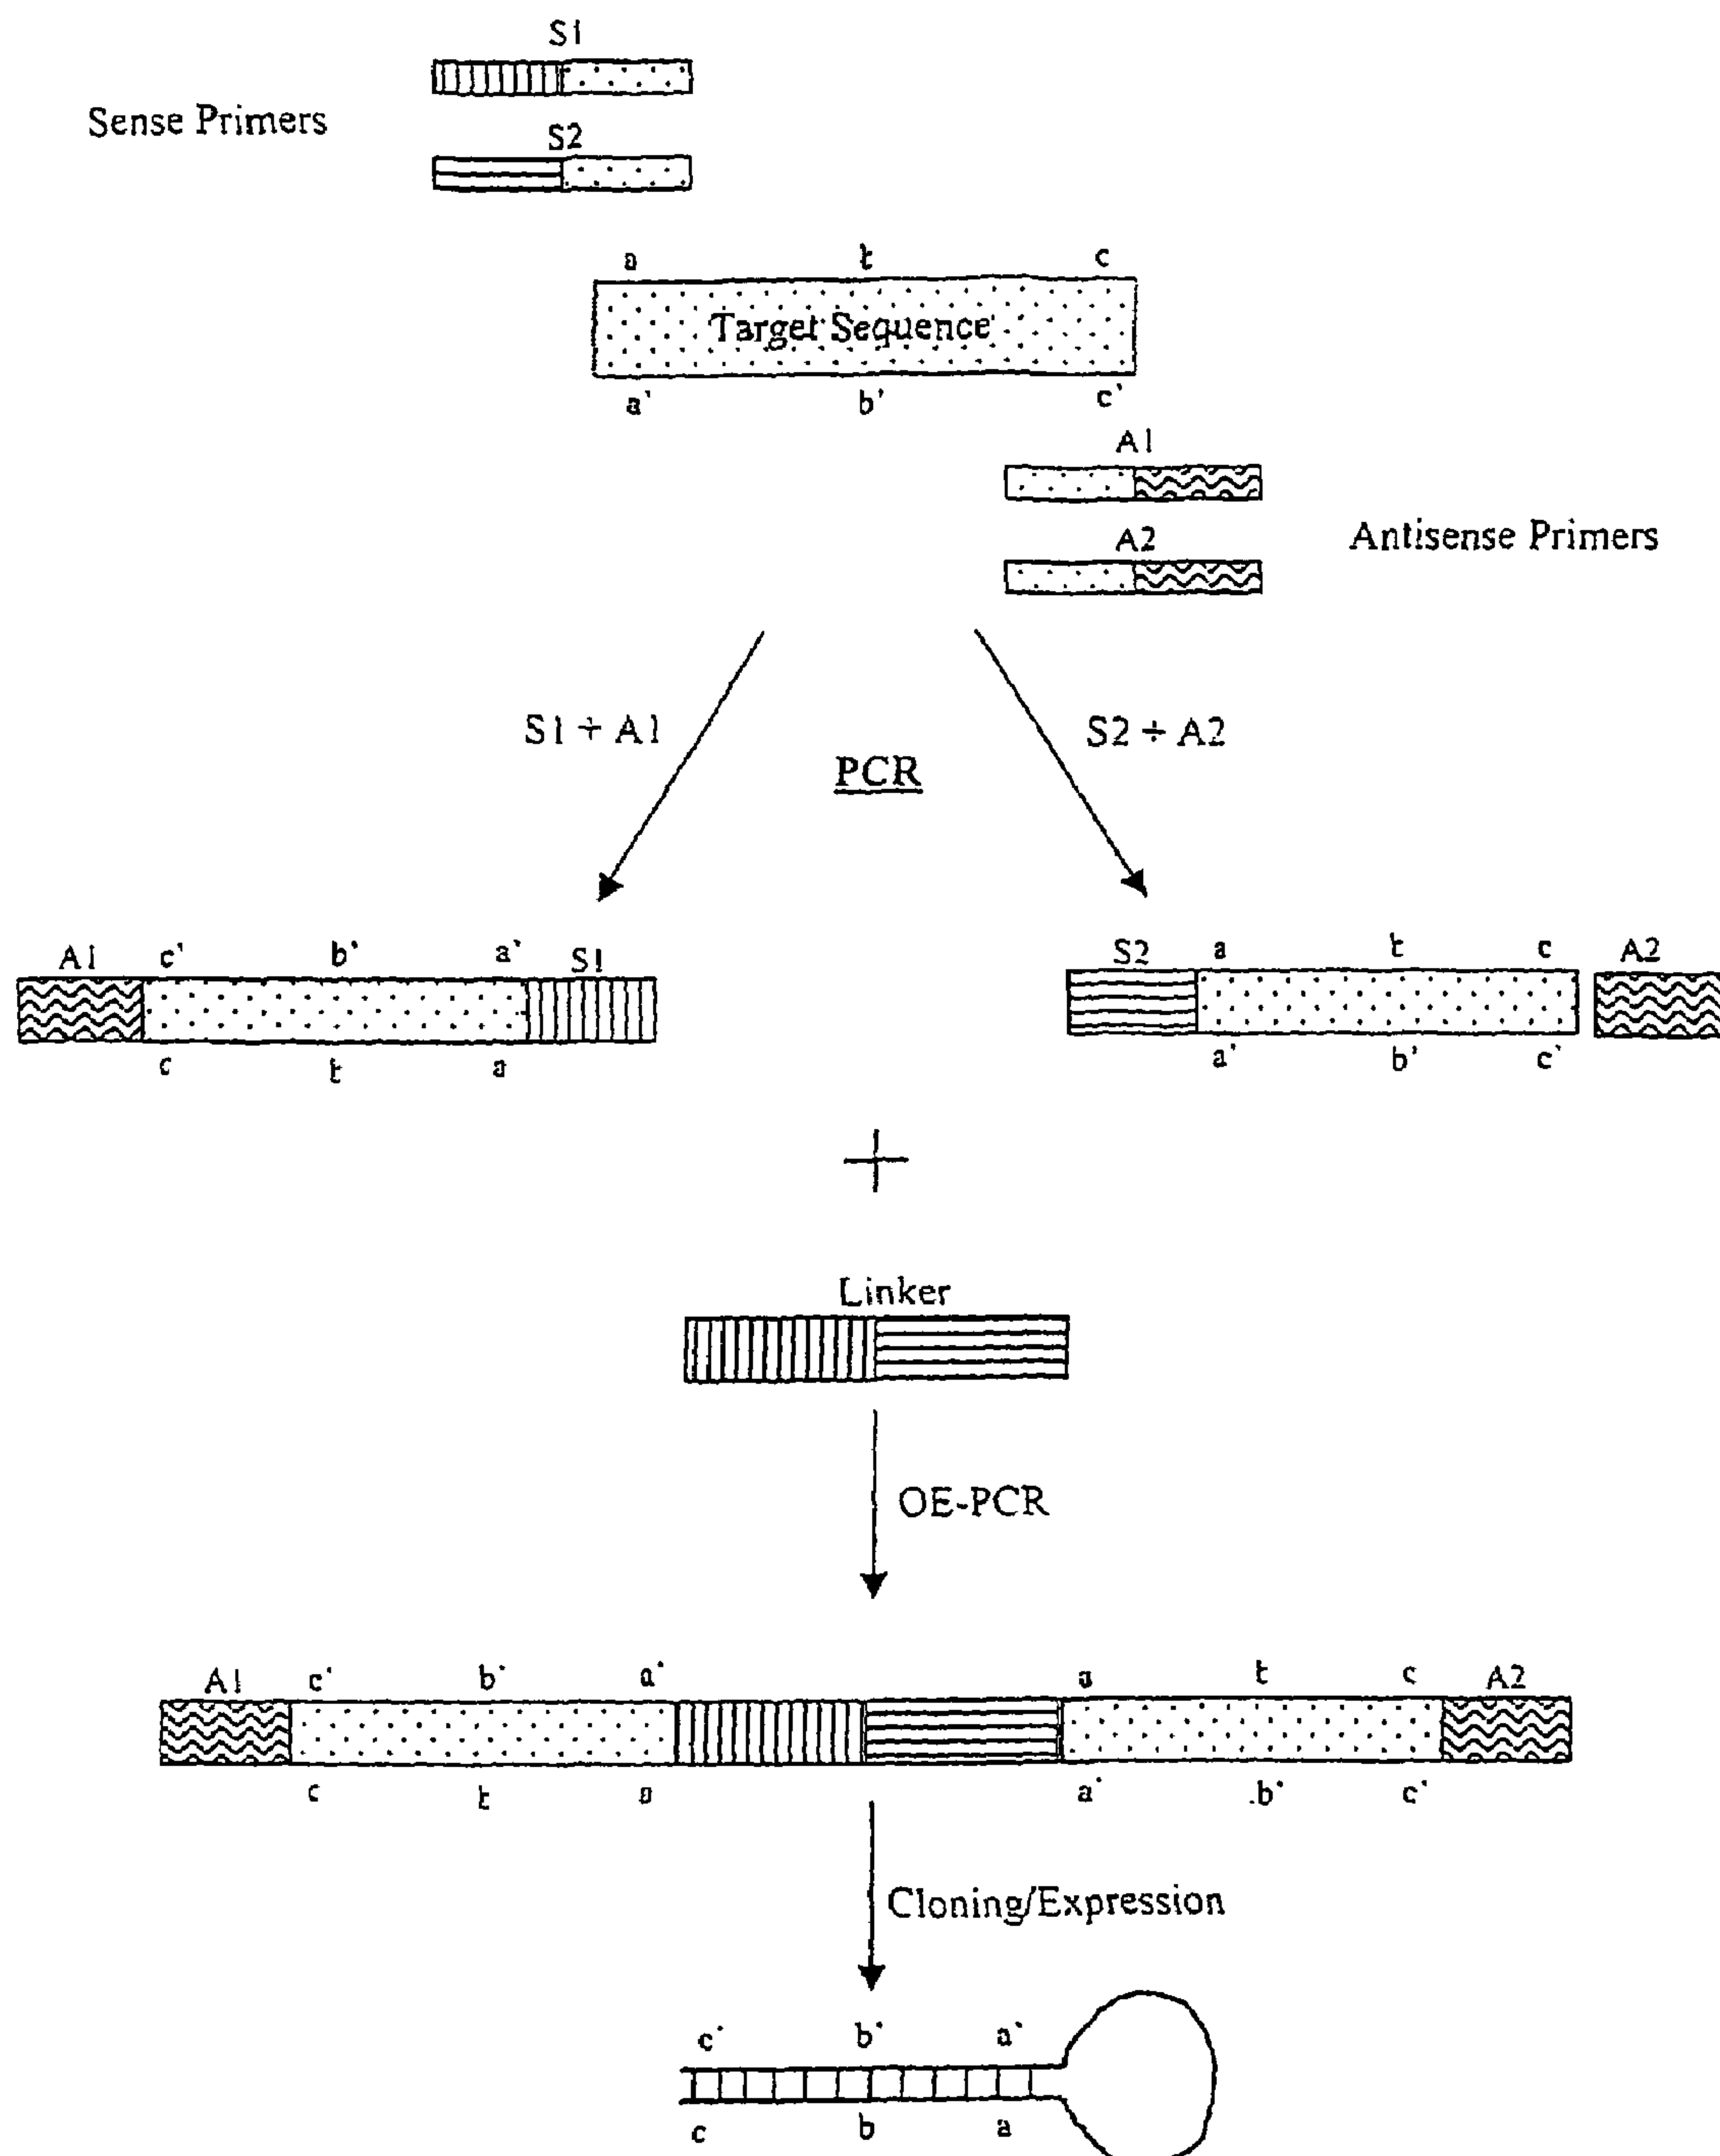 S1
Sense Primers
S2
a b c
Target Sequence
a' b' c'
A1
A2
Antisense Primers
S1 + A1
S2 + A2
PCR
A1 c' b' a' S1
c b a
S2 a b c A2
a' b' c'
+
Linker
OE-PCR
A1 c' b' a' a b c A2
c b a a' b' c'
Cloning/Expression
c' b' a'
c b a